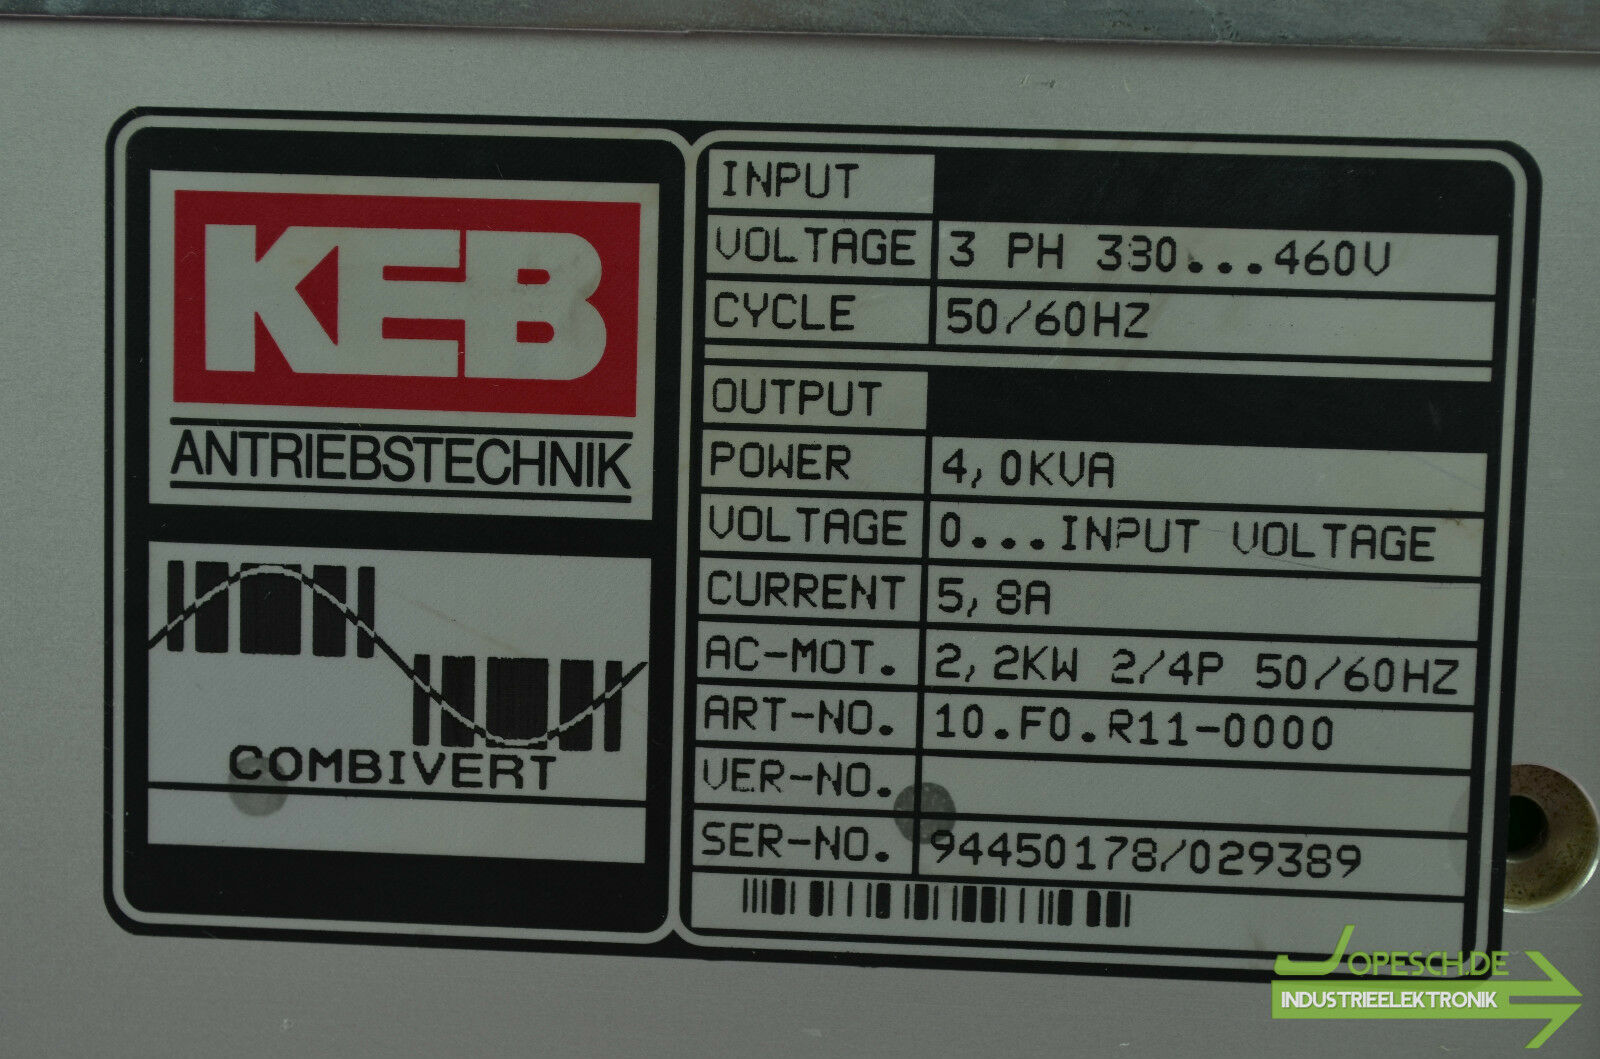 KEB
ANTRIEBSTECHNIK
COMBIVERT
INPUT
VOLTAGE 3 PH 330...460V
CYCLE 50/60HZ
OUTPUT
POWER 4,0KVA
VOLTAGE 0...INPUT VOLTAGE
CURRENT 5,8A
AC-MOT. 2,2KW 2/4P 50/60HZ
ART-NO. 10.F0.R11-0000
VER-NO.
SER-NO. 94450178/029389
JOPESCH.DE
INDUSTRIEELEKTRONIK